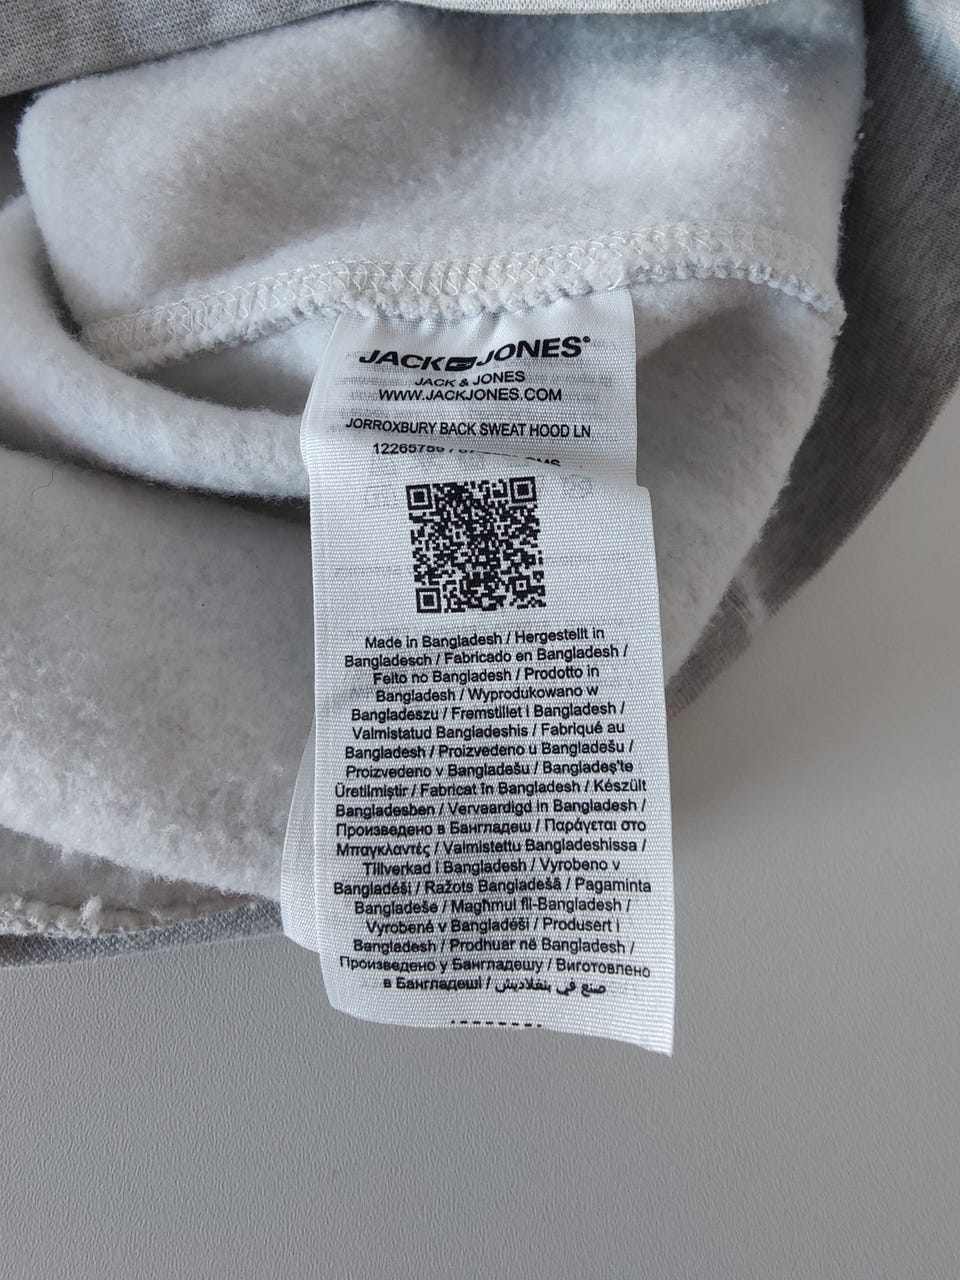 JACK JONES®
JACK & JONES
WWW.JACKJONES.COM
JORROXBURY BACK SWEAT HOOD LN
Made in Bangladesh / Hergestellt in
Bangladesch / Fabricado en Bangladesh /
Feito no Bangladesh / Prodotto in
Bangladesh / Wyprodukowano w
Bangladeszu / Fremstillet i Bangladesh /
Valmistatud Bangladeshis / Fabriqué au
Bangladesh / Proizvedeno u Bangladešu /
Proizvedeno v Bangladešu / Bangladeş'te
Üretilmiştir / Fabricat în Bangladesh / Készült
Bangladesben / Vervaardigd in Bangladesh /
Произведено в Бангладеш / Παράγεται στο
Μπαγκλαντές / Valmistettu Bangladeshissa /
Tillverkad i Bangladesh / Vyrobeno v
Bangladéši / Ražots Bangladešā / Pagaminta
Bangladeše / Magħmul fil-Bangladesh /
Vyrobené v Bangladéši / Produsert i
Bangladesh / Prodhuar në Bangladesh /
Произведено у Бангладешу / Виготовлено
в Бангладеші / صنع في بنغلاديش